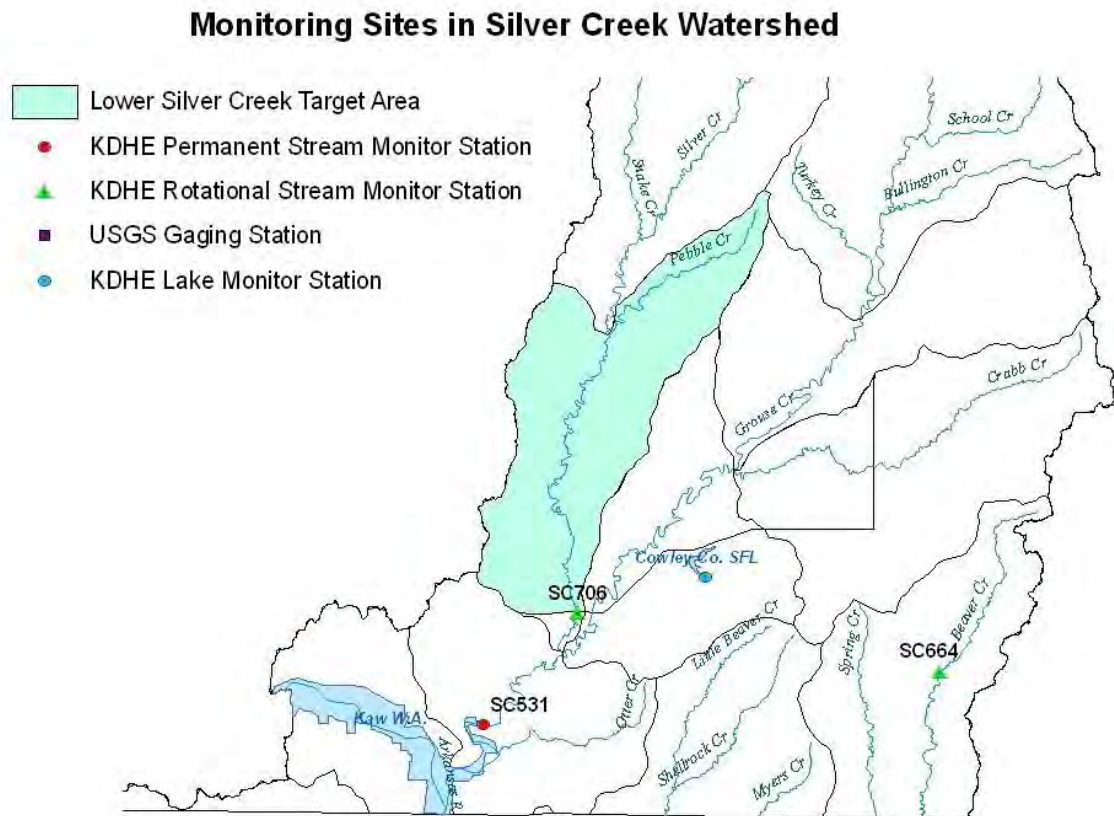 Monitoring Sites in Silver Creek Watershed
Lower Silver Creek Target Area
KDHE Permanent Stream Monitor Station
KDHE Rotational Stream Monitor Station
USGS Gaging Station
KDHE Lake Monitor Station
School Cr
Silver Cr
Snake Cr
Turkey Cr
Bullington Cr
Pebble Cr
Crabb Cr
Grouse Cr
Cowley Co. SFL
SC706
Beaver Cr
Little Beaver Cr
Spring Cr
SC664
Otter Cr
SC531
Kaw W.A.
Arkansas R
Shellrock Cr
Myers Cr